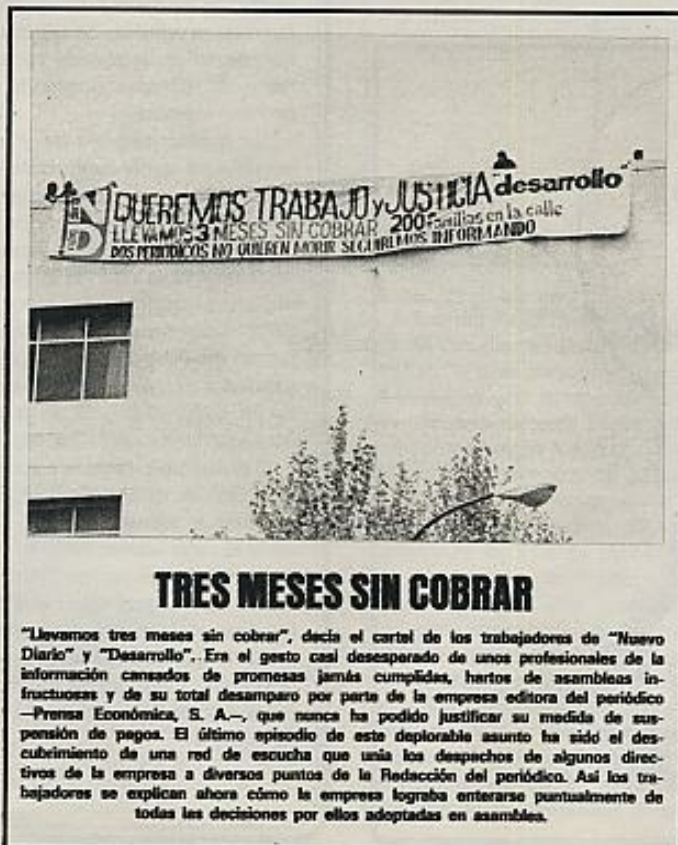 QUEREMOS TRABAJO y JUSTICIA desarrollo
LLEVAMOS 3 MESES SIN COBRAR 200 familias en la calle
DOS PERIODICOS NO QUIEREN MORIR SEGUIREMOS INFORMANDO
TRES MESES SIN COBRAR
"Llevamos tres meses sin cobrar", decía el cartel de los trabajadores de "Nuevo
Diario" y "Desarrollo". Era el gesto casi desesperado de unos profesionales de la
información cansados de promesas jamás cumplidas, hartos de asambleas in-
fructuosas y de su total desamparo por parte de la empresa editora del periódico
—Prensa Económica, S. A.—, que nunca ha podido justificar su medida de sus-
pensión de pagos. El último episodio de este deplorable asunto ha sido el des-
cubrimiento de una red de escucha que unía los despachos de algunos direc-
tivos de la empresa a diversos puntos de la Redacción del periódico. Así los tra-
bajadores se explican ahora cómo la empresa lograba enterarse puntualmente de
todas las decisiones por ellos adoptadas en asamblea.